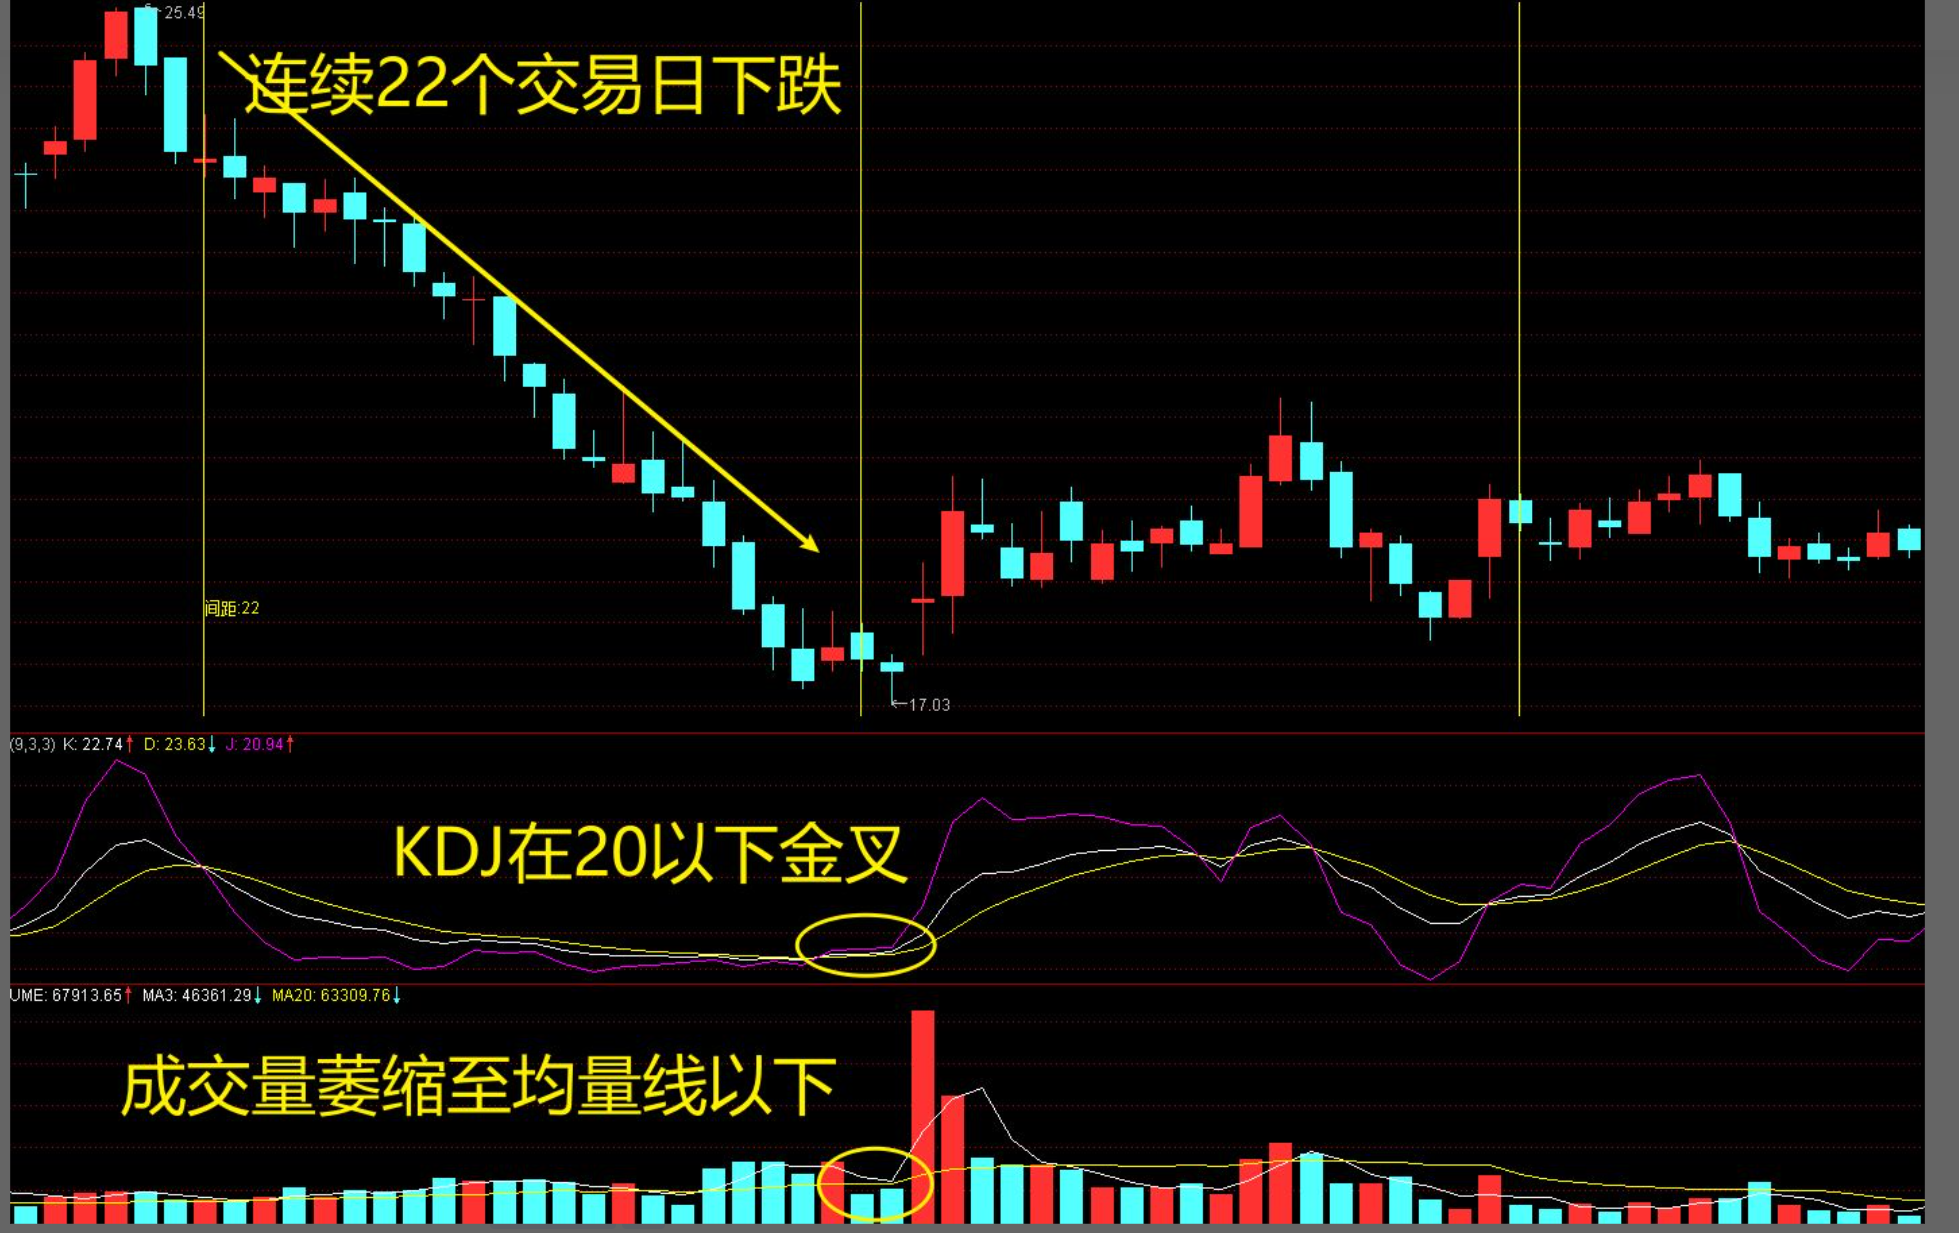 25.49
连续22个交易日下跌
间距:22
←17.03
(9,3,3) K: 22.74↑ D: 23.63↓ J: 20.94↑
KDJ在20以下金叉
UME: 67913.65↑ MA3: 46361.29↓ MA20: 63309.76↓
成交量萎缩至均量线以下